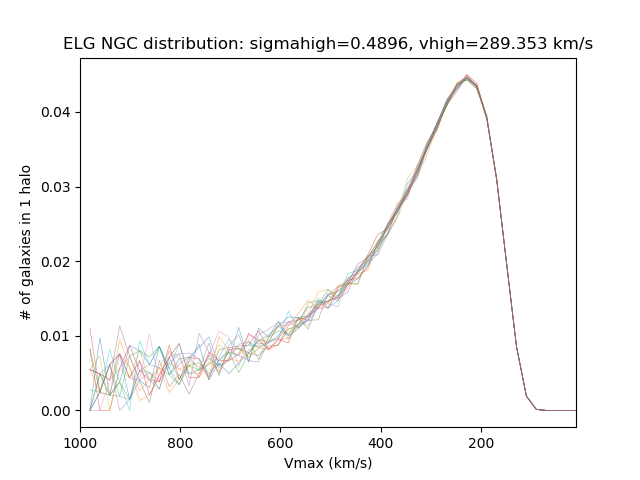 ELG NGC distribution: sigmahigh=0.4896, vhigh=289.353 km/s
# of galaxies in 1 halo
0.04
0.03
0.02
0.01
0.00
1000 800 600 400 200
Vmax (km/s)